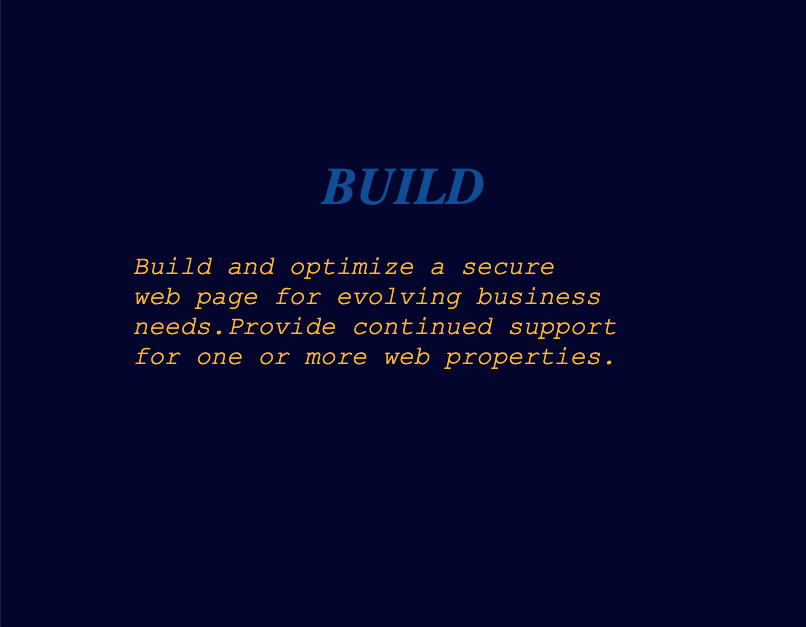 BUILD
Build and optimize a secure
web page for evolving business
needs.Provide continued support
for one or more web properties.